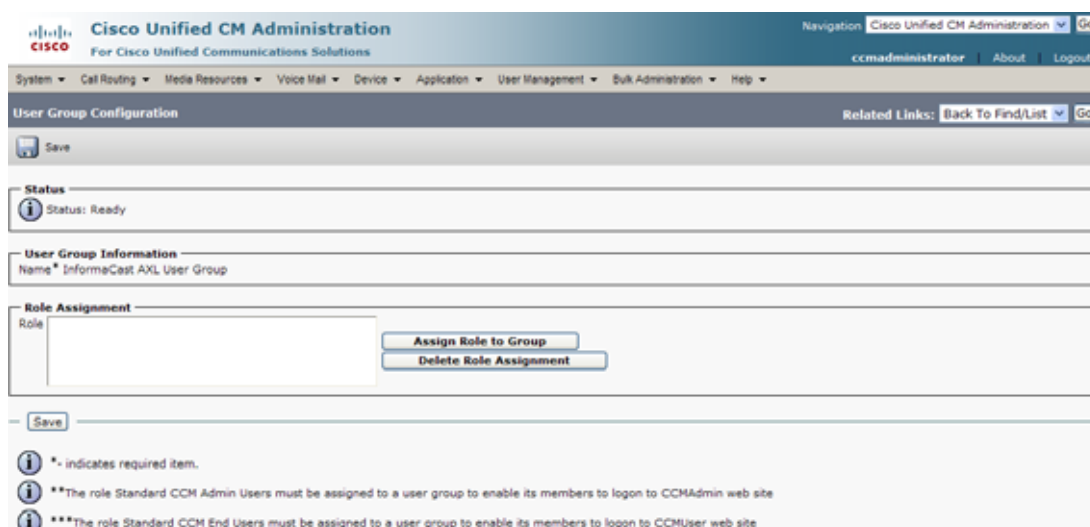 CISCO
Cisco Unified CM Administration
For Cisco Unified Communications Solutions
Navigation Cisco Unified CM Administration Go
ccmadministrator | About | Logout
System Call Routing Media Resources Voice Mail Device Application User Management Bulk Administration Help
User Group Configuration
Related Links: Back To Find/List Go
Save
Status
Status: Ready
User Group Information
Name* InformaCast AXL User Group
Role Assignment
Role
Assign Role to Group
Delete Role Assignment
Save
*- indicates required item.
**The role Standard CCM Admin Users must be assigned to a user group to enable its members to logon to CCMAdmin web site
***The role Standard CCM End Users must be assigned to a user group to enable its members to logon to CCMUser web site